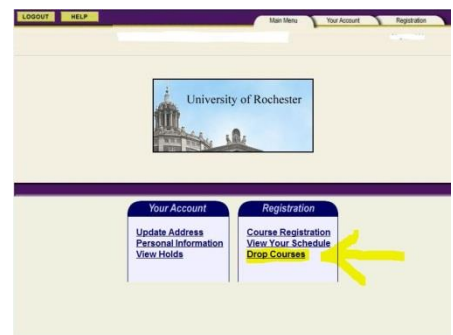 LOGOUT HELP
Main Menu Your Account Registration
University of Rochester
Your Account
Update Address
Personal Information
View Holds
Registration
Course Registration
View Your Schedule
Drop Courses